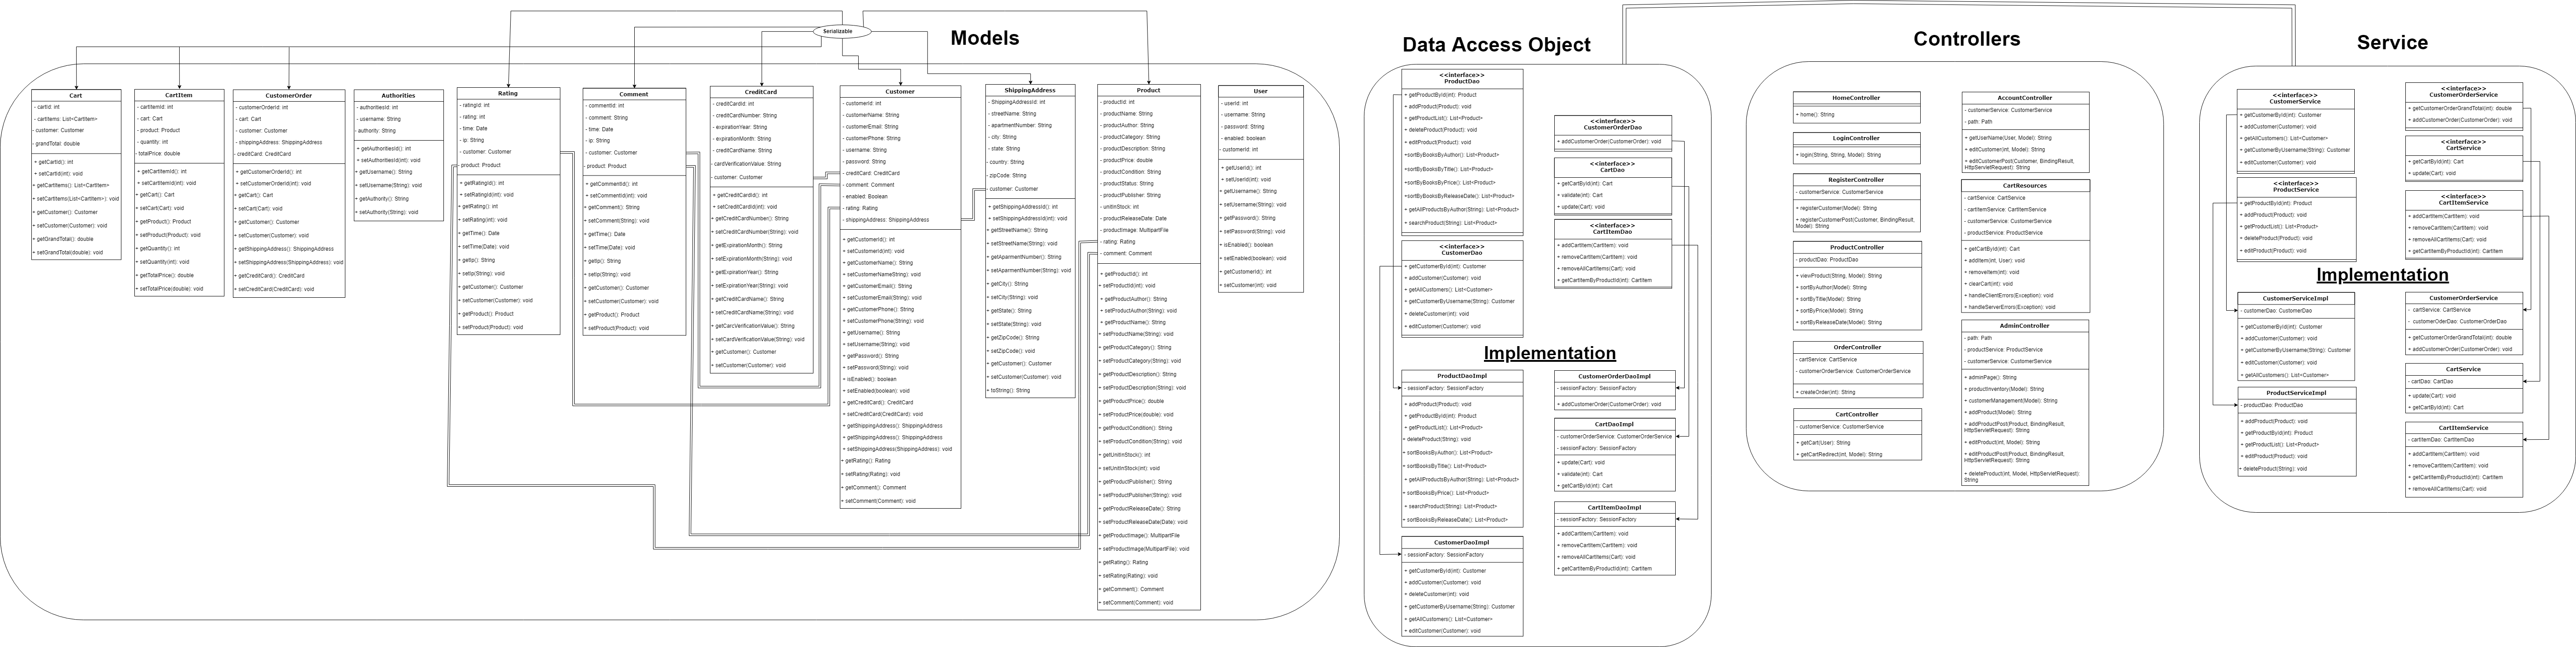 Serializable
Models
Cart
- cartId: int
- cartItems: List<CartItem>
- customer: Customer
- grandTotal: double
+ getCartId(): int
+ setCartId(int): void
+ getCartItems(): List<CartItem>
+ setCartItems(List<CartItem>): void
+ getCustomer(): Customer
+ setCustomer(Customer): void
+ getGrandTotal(): double
+ setGrandTotal(double): void
CartItem
- cartItemId: int
- cart: Cart
- product: Product
- quantity: int
- totalPrice: double
+ getCartItemId(): int
+ setCartItemId(int): void
+ getCart(): Cart
+ setCart(Cart): void
+ getProduct(): Product
+ setProduct(Product): void
+ getQuantity(): int
+ setQuantity(int): void
+ getTotalPrice(): double
+ setTotalPrice(double): void
CustomerOrder
- customerOrderId: int
- cart: Cart
- customer: Customer
- shippingAddress: ShippingAddress
- creditCard: CreditCard
+ getCustomerOrderId(): int
+ setCustomerOrderId(int): void
+ getCart(): Cart
+ setCart(Cart): void
+ getCustomer(): Customer
+ setCustomer(Customer): void
+ getShippingAddress(): ShippingAddress
+ setShippingAddress(ShippingAddress): void
+ getCreditCard(): CreditCard
+ setCreditCard(CreditCard): void
Authorities
- authoritiesId: int
- username: String
- authority: String
+ getAuthoritiesId(): int
+ setAuthoritiesId(int): void
+ getUsername(): String
+ setUsername(String): void
+ getAuthority(): String
+ setAuthority(String): void
Rating
- ratingId: int
- rating: int
- time: Date
- ip: String
- customer: Customer
- product: Product
+ getRatingId(): int
+ setRatingId(int): void
+ getRating(): int
+ setRating(int): void
+ getTime(): Date
+ setTime(Date): void
+ getIp(): String
+ setIp(String): void
+ getCustomer(): Customer
+ setCustomer(Customer): void
+ getProduct(): Product
+ setProduct(Product): void
Comment
- commentId: int
- comment: String
- time: Date
- ip: String
- customer: Customer
- product: Product
+ getCommentId(): int
+ setCommentId(int): void
+ getComment(): String
+ setComment(String): void
+ getTime(): Date
+ setTime(Date): void
+ getIp(): String
+ setIp(String): void
+ getCustomer(): Customer
+ setCustomer(Customer): void
+ getProduct(): Product
+ setProduct(Product): void
CreditCard
- creditCardId: int
- creditCardNumber: String
- expirationYear: String
- expirationMonth: String
- creditCardName: String
- cardVerificationValue: String
- customer: Customer
+ getCreditCardId(): int
+ setCreditCardId(int): void
+ getCreditCardNumber(): String
+ setCreditCardNumber(String): void
+ getExpirationMonth(): String
+ setExpirationMonth(String): void
+ getExpirationYear(): String
+ setExpirationYear(String): void
+ getCreditCardName(): String
+ setCreditCardName(String): void
+ getCarcVerificationValue(): String
+ setCardVerificationValue(String): void
+ getCustomer(): Customer
+ setCustomer(Customer): void
Customer
- customerId: int
- customerName: String
- customerEmail: String
- customerPhone: String
- username: String
- password: String
- creditCard: CreditCard
- comment: Comment
- enabled: Boolean
- rating: Rating
- shippingAddress: ShippingAddress
+ getCustomerId(): int
+ setCustomerId(int): void
+ getCustomerName(): String
+ setCustomerNameString): void
+ getCustomerEmail(): String
+ setCustomerEmail(String): void
+ getCustomerPhone(): String
+ setCustomerPhone(String): void
+ getUsername(): String
+ setUsername(String): void
+ getPassword(): String
+ setPassword(String): void
+ isEnabled(): boolean
+ setEnabled(boolean): void
+ getCreditCard(): CreditCard
+ setCreditCard(CreditCard): void
+ getShippingAddress(): ShippingAddress
+ getShippingAddress(): ShippingAddress
+ setShippingAddress(ShippingAddress): void
+ getRating(): Rating
+ setRating(Rating): void
+ getComment(): Comment
+ setComment(Comment): void
ShippingAddress
- ShippingAddressId: int
- streetName: String
- apartmentNumber: String
- city: String
- state: String
- country: String
- zipCode: String
- customer: Customer
+ getShippingAddressId(): int
+ setShippingAddressId(int): void
+ getStreetName(): String
+ setStreetName(String): void
+ getAparmentNumber(): String
+ setAparmentNumber(String): void
+ getCity(): String
+ setCity(String): void
+ getState(): String
+ setState(String): void
+ getZipCode(): String
+ setZipCode(): void
+ getCustomer(): Customer
+ setCustomer(Customer): void
+ toString(): String
Product
- productId: int
- productName: String
- productAuthor: String
- productCategory: String
- productDescription: String
- productPrice: double
- productCondition: String
- productStatus: String
- productPublisher: String
- unitInStock: int
- productReleaseDate: Date
- productImage: MultipartFile
- rating: Rating
- comment: Comment
+ getProductId(): int
+ setProductId(int): void
+ getProductAuthor(): String
+ setProductAuthor(String): void
+ getProductName(): String
+ setProductName(String): void
+ getProductCategory(): String
+ setProductCategory(String): void
+ getProductDescription(): String
+ setProductDescription(String): void
+ getProductPrice(): double
+ setProductPrice(double): void
+ getProductCondition(): String
+ setProductCondition(String): void
+ getUnitInStock(): int
+ setUnitInStock(int): void
+ getProductPublisher(): String
+ setProductPublisher(String): void
+ getProductReleaseDate(): String
+ setProductReleaseDate(Date): void
+ getProductImage(): MultipartFile
+ setProductImage(MultipartFile): void
+ getRating(): Rating
+ setRating(Rating): void
+ getComment(): Comment
+ setComment(Comment): void
User
- userId: int
- username: String
- password: String
- enabled: boolean
- customerId: int
+ getUserId(): int
+ setUserId(int): void
+ getUsername(): String
+ setUsername(String): void
+ getPassword(): String
+ setPassword(String): void
+ isEnabled(): boolean
+ setEnabled(boolean): void
+ getCustomerId: int
+ setCustomer(int): void
Data Access Object
<<interface>>
ProductDao
+ getProductById(int): Product
+ addProduct(Product): void
+ getProductList(): List<Product>
+ deleteProduct(Product): void
+ editProduct(Product): void
+sortByBooksByAuthor(): List<Product>
+sortByBooksByTitle(): List<Product>
+sortByBooksByPrice(): List<Product>
+sortByBooksByReleaseDate(): List<Product>
+ getAllProductsByAuthor(String): List<Product>
+ searchProduct(String): List<Product>
<<interface>>
CustomerDao
+ getCustomerById(int): Customer
+ addCustomer(Customer): void
+ getAllCustomers(): List<Customer>
+ getCustomerByUsername(String): Customer
+ deleteCustomer(int): void
+ editCustomer(Customer): void
<<interface>>
CustomerOrderDao
+ addCustomerOrder(CustomerOrder): void
<<interface>>
CartDao
+ getCartById(int): Cart
+ validate(int): Cart
+ update(Cart): void
<<interface>>
CartItemDao
+ addCartItem(CartItem): void
+ removeCartItem(CartItem): void
+ removeAllCartItems(Cart): void
+ getCartItemByProductId(int): CartItem
Implementation
ProductDaoImpl
- sessionFactory: SessionFactory
+ addProduct(Product): void
+ getProductById(int): Product
+ getProductList(): List<Product>
+ deleteProduct(String): void
+ sortBooksByAuthor(): List<Product>
+ sortBooksByTitle(): List<Product>
+ getAllProductsByAuthor(String): List<Product>
+ sortBooksByPrice(): List<Product>
+ searchProduct(String): List<Product>
+ sortBooksByReleaseDate(): List<Product>
CustomerDaoImpl
- sessionFactory: SessionFactory
+ getCustomerById(int): Customer
+ addCustomer(Customer): void
+ deleteCustomer(int): void
+ getCustomerByUsername(String): Customer
+ getAllCustomers(): List<Customer>
+ editCustomer(Customer): void
CustomerOrderDaoImpl
- sessionFactory: SessionFactory
+ addCustomerOrder(CustomerOrder): void
CartDaoImpl
- customerOrderService: CustomerOrderService
- sessionFactory: SessionFactory
+ update(Cart): void
+ validate(int): Cart
+ getCartById(int): Cart
CartItemDaoImpl
- sessionFactory: SessionFactory
+ addCartItem(CartItem): void
+ removeCartItem(CartItem): void
+ removeAllCartItems(Cart): void
+ getCartItemByProductId(int): CartItem
Controllers
HomeController
+ home(): String
LoginController
+ login(String, String, Model): String
RegisterController
- customerService: CustomerService
+ registerCustomer(Model): String
+ registerCustomerPost(Customer, BindingResult,
Model): String
ProductController
- productDao: ProductDao
+ viewProduct(String, Model): String
+ sortByAuthor(Model): String
+ sortByTitle(Model): String
+ sortByPrice(Model): String
+ sortByReleaseDate(Model): String
OrderController
- cartService: CartService
- customerOrderService: CustomerOrderService
+ createOrder(int): String
CartController
- customerService: CustomerService
+ getCart(User): String
+ getCartRedirect(int, Model): String
AccountController
- customerService: CustomerService
- path: Path
+ getUserName(User, Model): String
+ editCustomer(int, Model): String
+ editCustomerPost(Customer, BindingResult,
HttpServletRequest): String
CartResources
- cartService: CartService
- cartItemService: CartItemService
- customerService: CustomerService
- productService: ProductService
+ getCartById(int): Cart
+ addItem(int, User): void
+ removeItem(int): void
+ clearCart(int): void
+ handleClientErrors(Exception): void
+ handleServerErrors(Exception): void
AdminController
- path: Path
- productService: ProductService
- customerService: CustomerService
+ adminPage(): String
+ productInventory(Model): String
+ customerManagement(Model): String
+ addProduct(Model): String
+ addProductPost(Product, BindingResult,
HttpServletRequest): String
+ editProduct(int, Model): String
+ editProductPost(Product, BindingResult,
HttpServletRequest): String
+ deleteProduct(int, Model, HttpServletRequest):
String
Service
<<interface>>
CustomerService
+ getCustomerById(int): Customer
+ addCustomer(Customer): void
+ getAllCustomers(): List<Customer>
+ getCustomerByUsername(String): Customer
+ editCustomer(Customer): void
<<interface>>
ProductService
+ getProductById(int): Product
+ addProduct(Product): void
+ getProductList(): List<Product>
+ deleteProduct(Product): void
+ editProduct(Product): void
<<interface>>
CustomerOrderService
+ getCustomerOrderGrandTotal(int): double
+ addCustomerOrder(CustomerOrder): void
<<interface>>
CartService
+ getCartById(int): Cart
+ update(Cart): void
<<interface>>
CartItemService
+ addCartItem(CartItem): void
+ removeCartItem(CartItem): void
+ removeAllCartItems(Cart): void
+ getCartItemByProductId(int): CartItem
Implementation
CustomerServiceImpl
- customerDao: CustomerDao
+ getCustomerById(int): Customer
+ addCustomer(Customer): void
+ getCustomerByUsername(String): Customer
+ editCustomer(Customer): void
+ getAllCustomers(): List<Customer>
ProductServiceImpl
- productDao: ProductDao
+ addProduct(Product): void
+ getProductById(int): Product
+ getProductList(): List<Product>
+ editProduct(Product): void
+ deleteProduct(String): void
CustomerOrderService
- cartService: CartService
- customerOrderDao: CustomerOrderDao
+ getCustomerOrderGrandTotal(int): double
+ addCustomerOrder(CustomerOrder): void
CartService
- cartDao: CartDao
+ update(Cart): void
+ getCartById(int): Cart
CartItemService
- cartItemDao: CartItemDao
+ addCartItem(CartItem): void
+ removeCartItem(CartItem): void
+ getCartItemByProductId(int): CartItem
+ removeAllCartItems(Cart): void